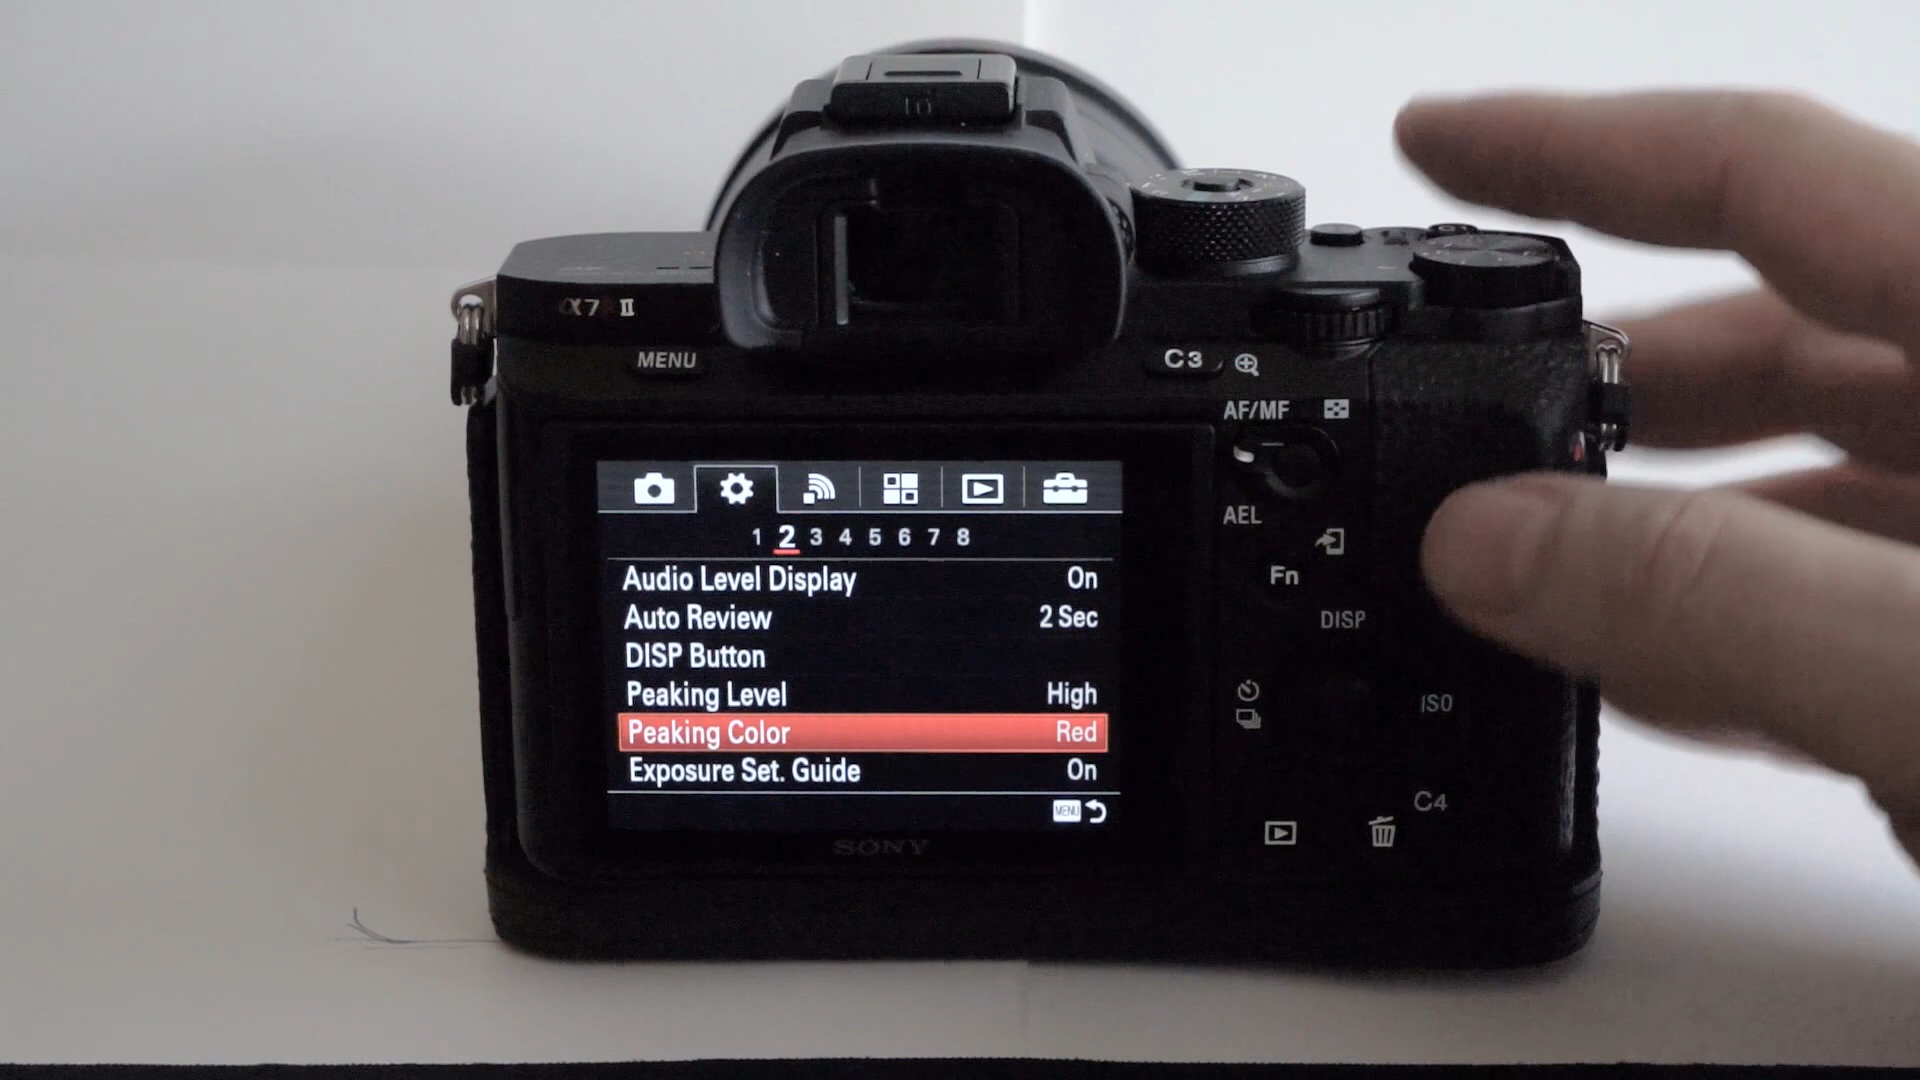 α7RII
MENU
C3
AF/MF
AEL
Fn
DISP
ISO
C4
1 2 3 4 5 6 7 8
Audio Level Display On
Auto Review 2 Sec
DISP Button
Peaking Level High
Peaking Color Red
Exposure Set. Guide On
MENU
SONY